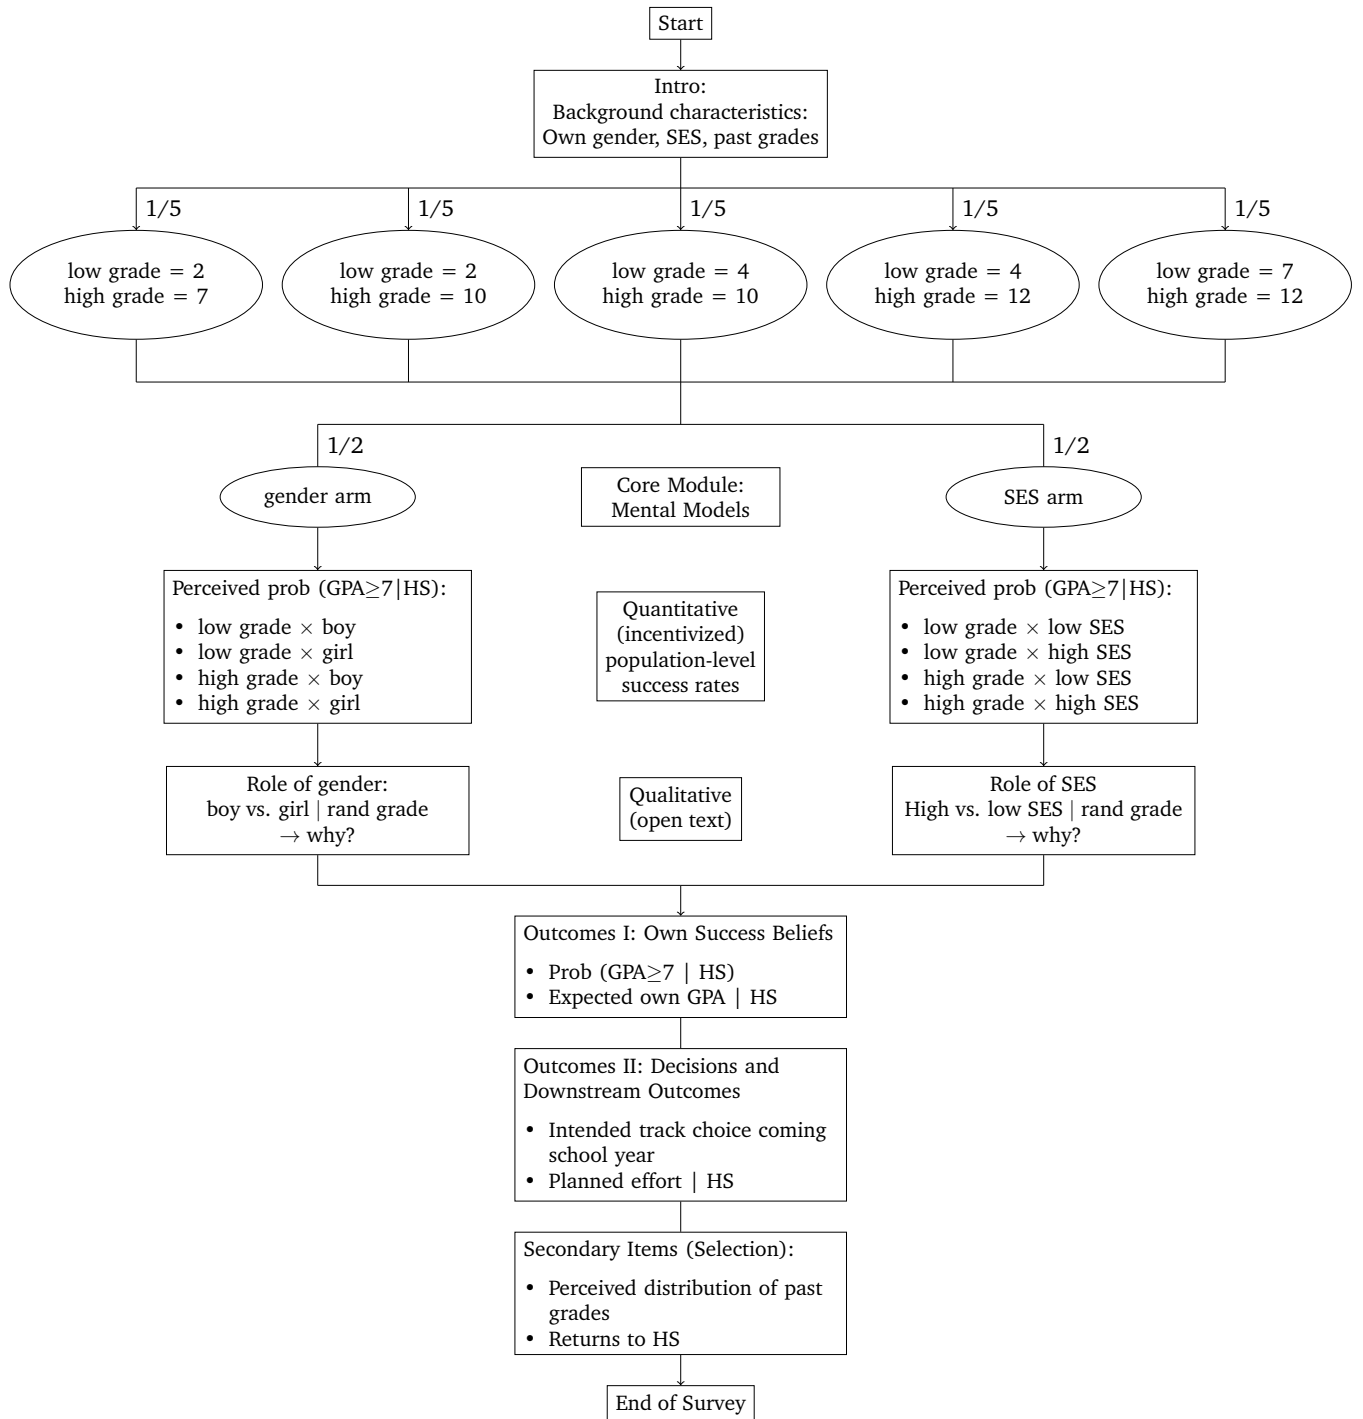 Start
Intro:
Background characteristics:
Own gender, SES, past grades
1/5
1/5
1/5
1/5
1/5
low grade = 2
high grade = 7
low grade = 2
high grade = 10
low grade = 4
high grade = 10
low grade = 4
high grade = 12
low grade = 7
high grade = 12
1/2
1/2
gender arm
Core Module:
Mental Models
SES arm
Perceived prob (GPA≥7|HS):
• low grade × boy
• low grade × girl
• high grade × boy
• high grade × girl
Quantitative
(incentivized)
population-level
success rates
Perceived prob (GPA≥7|HS):
• low grade × low SES
• low grade × high SES
• high grade × low SES
• high grade × high SES
Role of gender:
boy vs. girl | rand grade
→ why?
Qualitative
(open text)
Role of SES
High vs. low SES | rand grade
→ why?
Outcomes I: Own Success Beliefs
• Prob (GPA≥7 | HS)
• Expected own GPA | HS
Outcomes II: Decisions and
Downstream Outcomes
• Intended track choice coming
school year
• Planned effort | HS
Secondary Items (Selection):
• Perceived distribution of past
grades
• Returns to HS
End of Survey